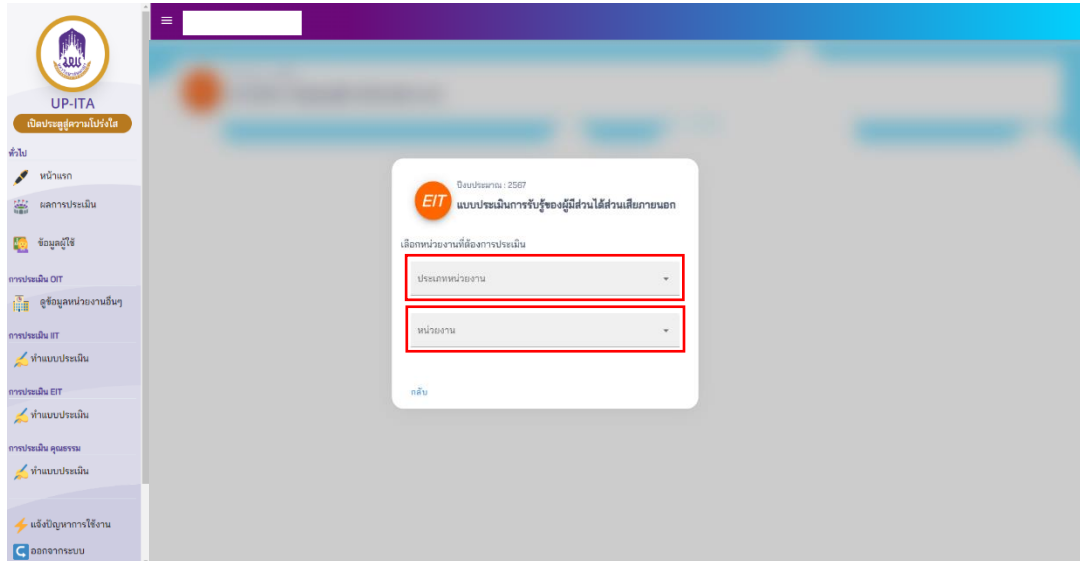 UP-ITA
เปิดประตูสู่ความโปร่งใส
ทั่วไป
หน้าแรก
ผลการประเมิน
ข้อมูลผู้ใช้
การประเมิน OIT
ดูข้อมูลหน่วยงานอื่นๆ
การประเมิน IIT
ทำแบบประเมิน
การประเมิน EIT
ทำแบบประเมิน
การประเมิน คุณธรรม
ทำแบบประเมิน
แจ้งปัญหาการใช้งาน
ออกจากระบบ
ปีงบประมาณ : 2567
EIT แบบประเมินการรับรู้ของผู้มีส่วนได้ส่วนเสียภายนอก
เลือกหน่วยงานที่ต้องการประเมิน
ประเภทหน่วยงาน
หน่วยงาน
กลับ